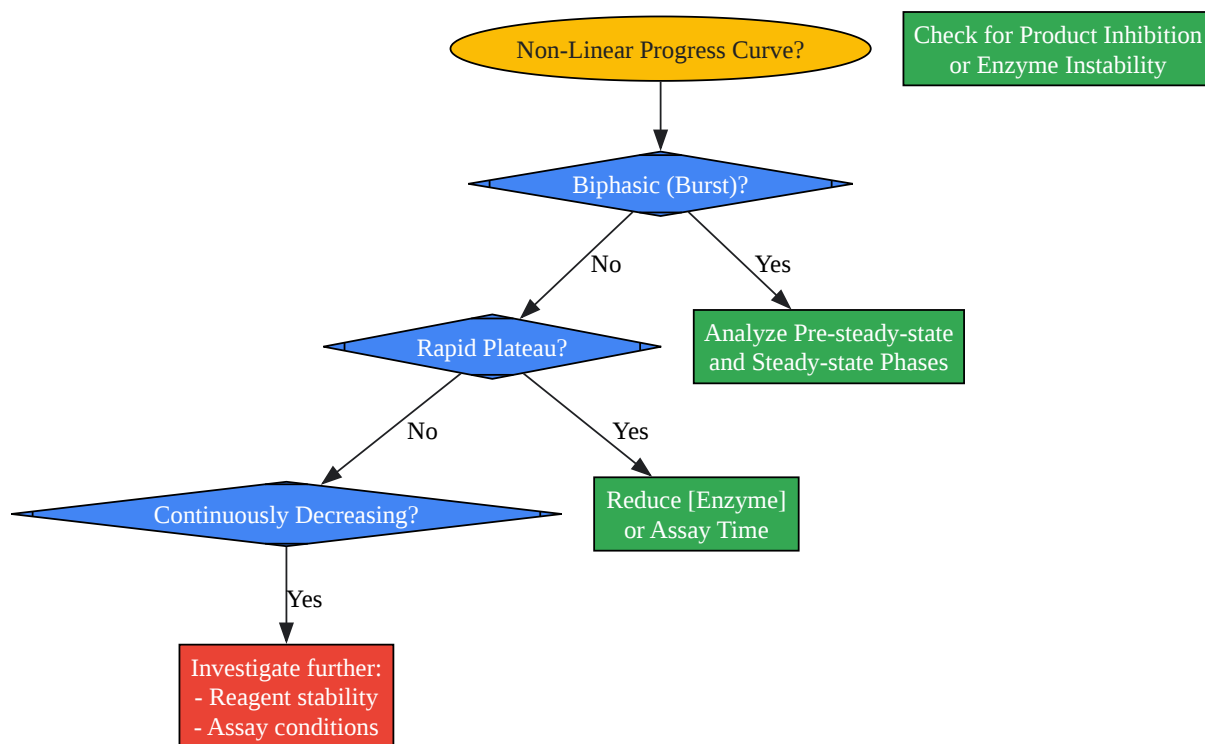 Non-Linear Progress Curve?
Check for Product Inhibition
or Enzyme Instability
Biphasic (Burst)?
No
Yes
Rapid Plateau?
Analyze Pre-steady-state
and Steady-state Phases
No
Yes
Continuously Decreasing?
Reduce [Enzyme]
or Assay Time
Yes
Investigate further:
- Reagent stability
- Assay conditions